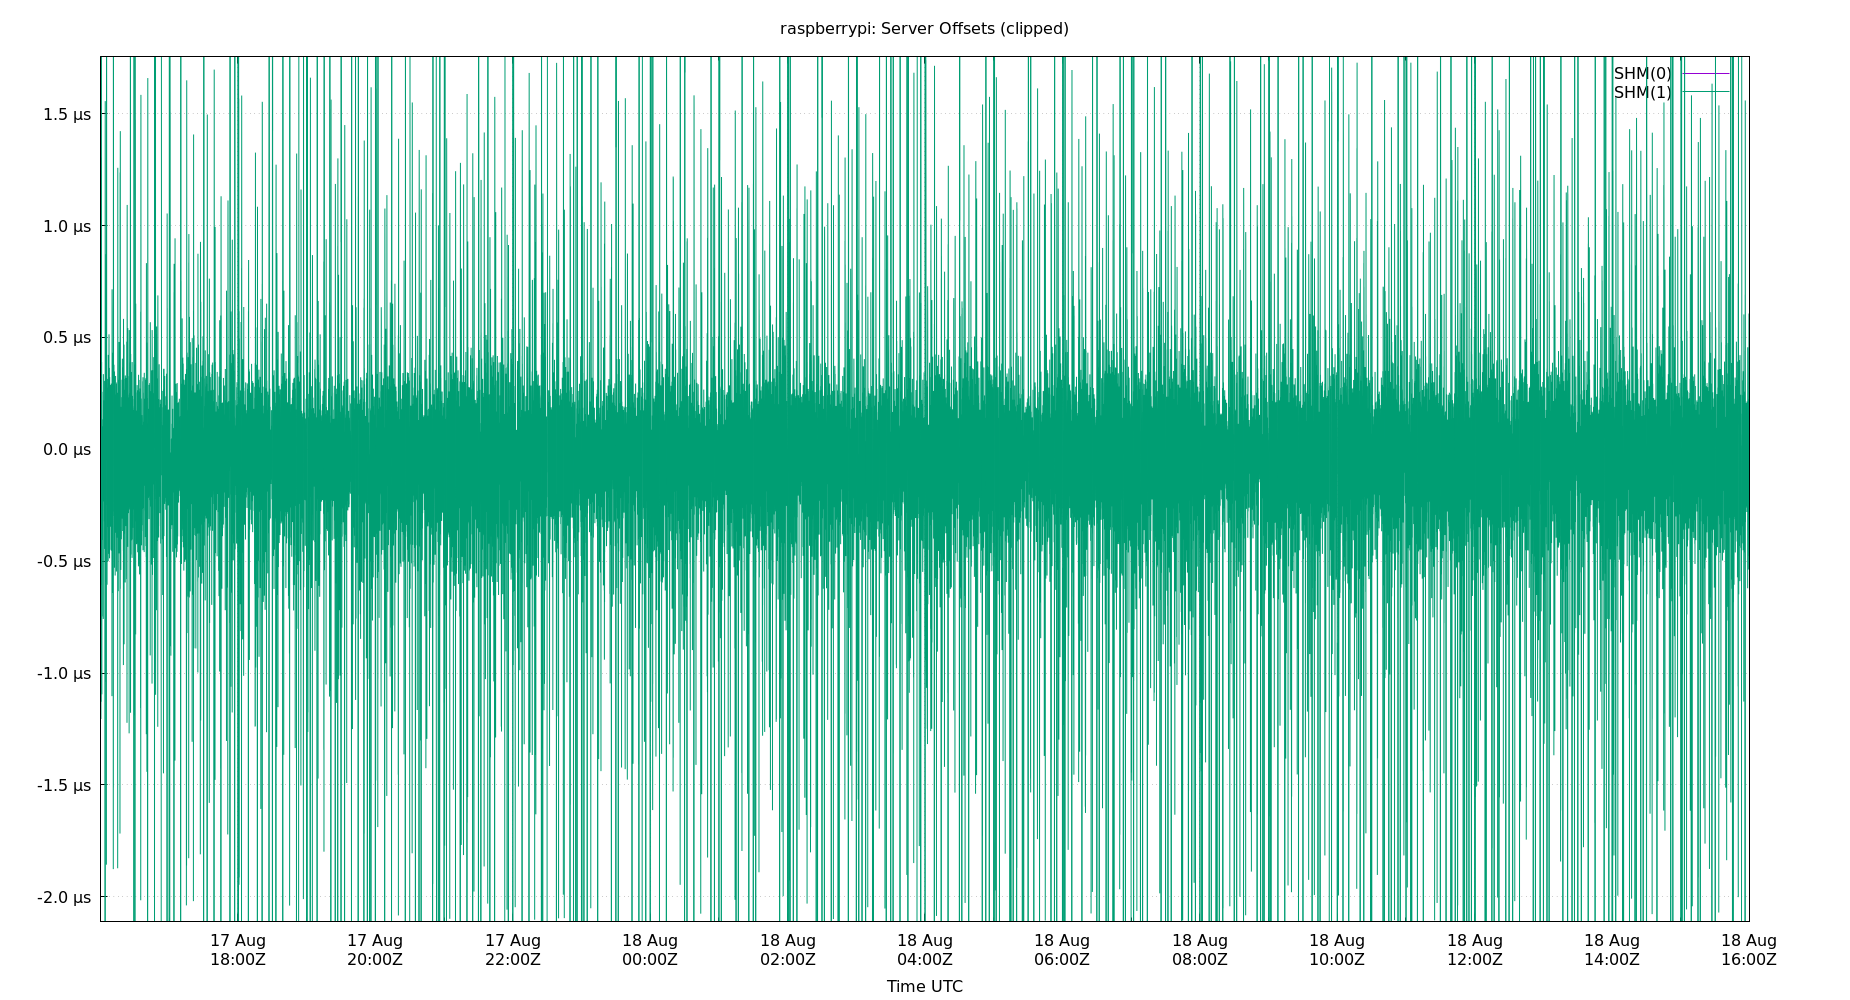 raspberrypi: Server Offsets (clipped)
SHM(0)
SHM(1)
1.5 µs
1.0 µs
0.5 µs
0.0 µs
-0.5 µs
-1.0 µs
-1.5 µs
-2.0 µs
17 Aug 17 Aug 17 Aug 18 Aug 18 Aug 18 Aug 18 Aug 18 Aug 18 Aug 18 Aug 18 Aug 18 Aug
18:00Z 20:00Z 22:00Z 00:00Z 02:00Z 04:00Z 06:00Z 08:00Z 10:00Z 12:00Z 14:00Z 16:00Z
Time UTC